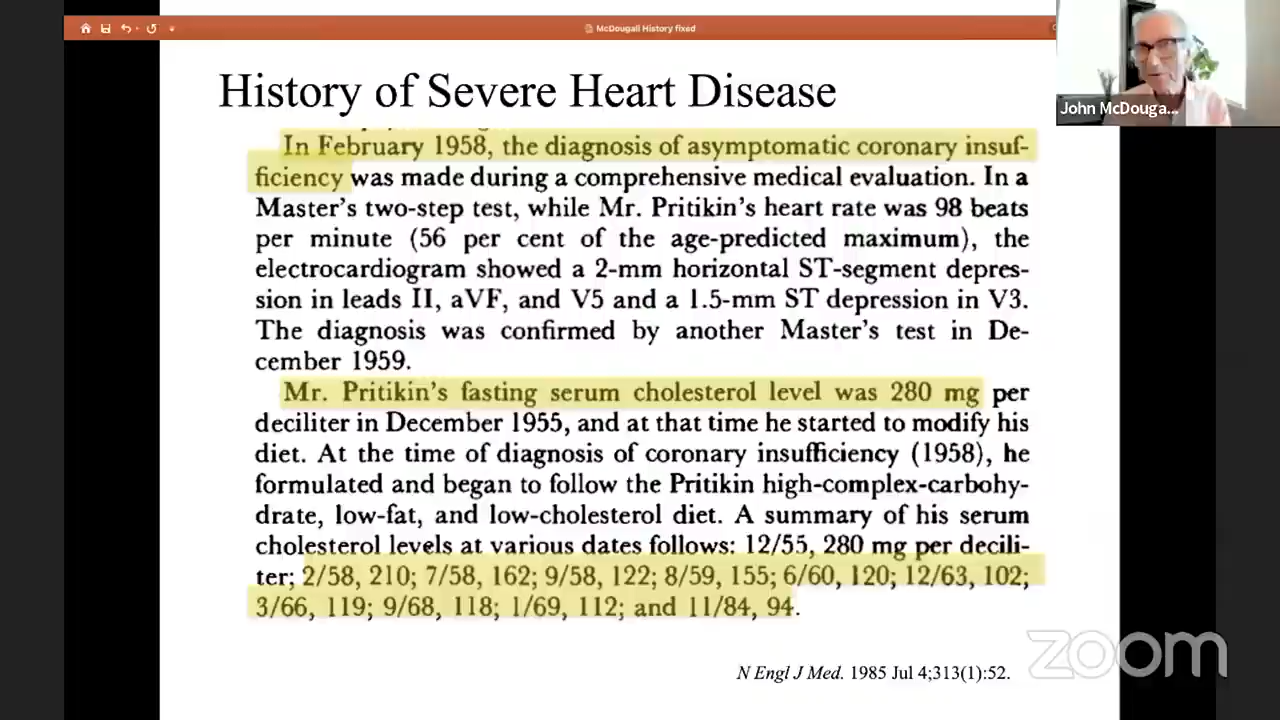 McDougall History fixed
John McDouga...
History of Severe Heart Disease
In February 1958, the diagnosis of asymptomatic coronary insuf-
ficiency was made during a comprehensive medical evaluation. In a
Master's two-step test, while Mr. Pritikin's heart rate was 98 beats
per minute (56 per cent of the age-predicted maximum), the
electrocardiogram showed a 2-mm horizontal ST-segment depres-
sion in leads II, aVF, and V5 and a 1.5-mm ST depression in V3.
The diagnosis was confirmed by another Master's test in De-
cember 1959.
Mr. Pritikin's fasting serum cholesterol level was 280 mg per
deciliter in December 1955, and at that time he started to modify his
diet. At the time of diagnosis of coronary insufficiency (1958), he
formulated and began to follow the Pritikin high-complex-carbohy-
drate, low-fat, and low-cholesterol diet. A summary of his serum
cholesterol levels at various dates follows: 12/55, 280 mg per decili-
ter; 2/58, 210; 7/58, 162; 9/58, 122; 8/59, 155; 6/60, 120; 12/63, 102;
3/66, 119; 9/68, 118; 1/69, 112; and 11/84, 94.
zoom
N Engl J Med. 1985 Jul 4;313(1):52.